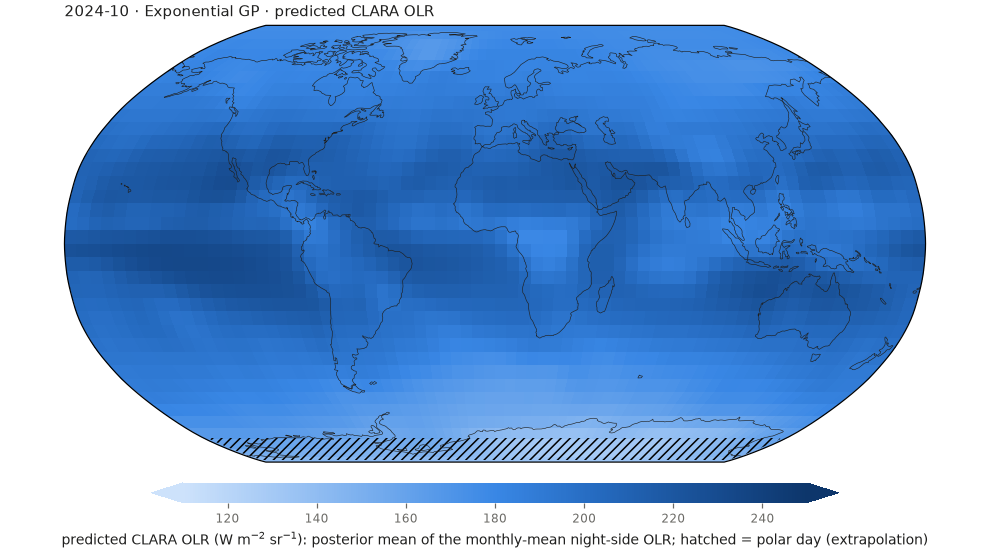 2024-10 · Exponential GP · predicted CLARA OLR
120 140 160 180 200 220 240
predicted CLARA OLR (W m⁻² sr⁻¹): posterior mean of the monthly-mean night-side OLR; hatched = polar day (extrapolation)